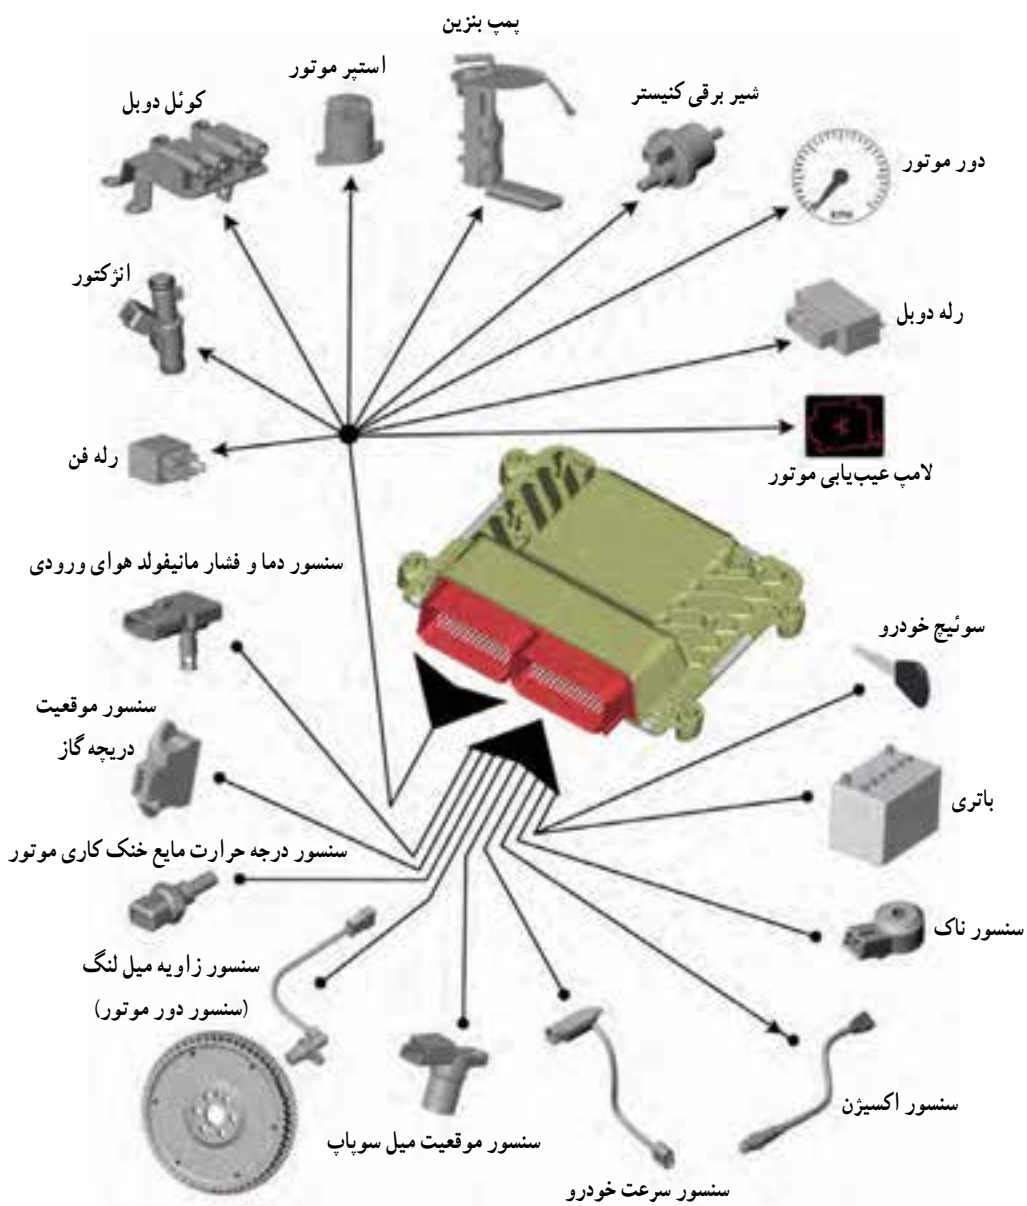 پمپ بنزین
استپر موتور
شیر برقی کنیستر
کوئل دوبل
دور موتور
RPM
انژکتور
رله دوبل
رله فن
لامپ عیب‌یابی موتور
سنسور دما و فشار مانیفولد هوای ورودی
سوئیچ خودرو
سنسور موقعیت
دریچه گاز
باتری
سنسور درجه حرارت مایع خنک کاری موتور
سنسور ناک
سنسور زاویه میل لنگ
(سنسور دور موتور)
سنسور اکسیژن
سنسور موقعیت میل سوپاپ
سنسور سرعت خودرو